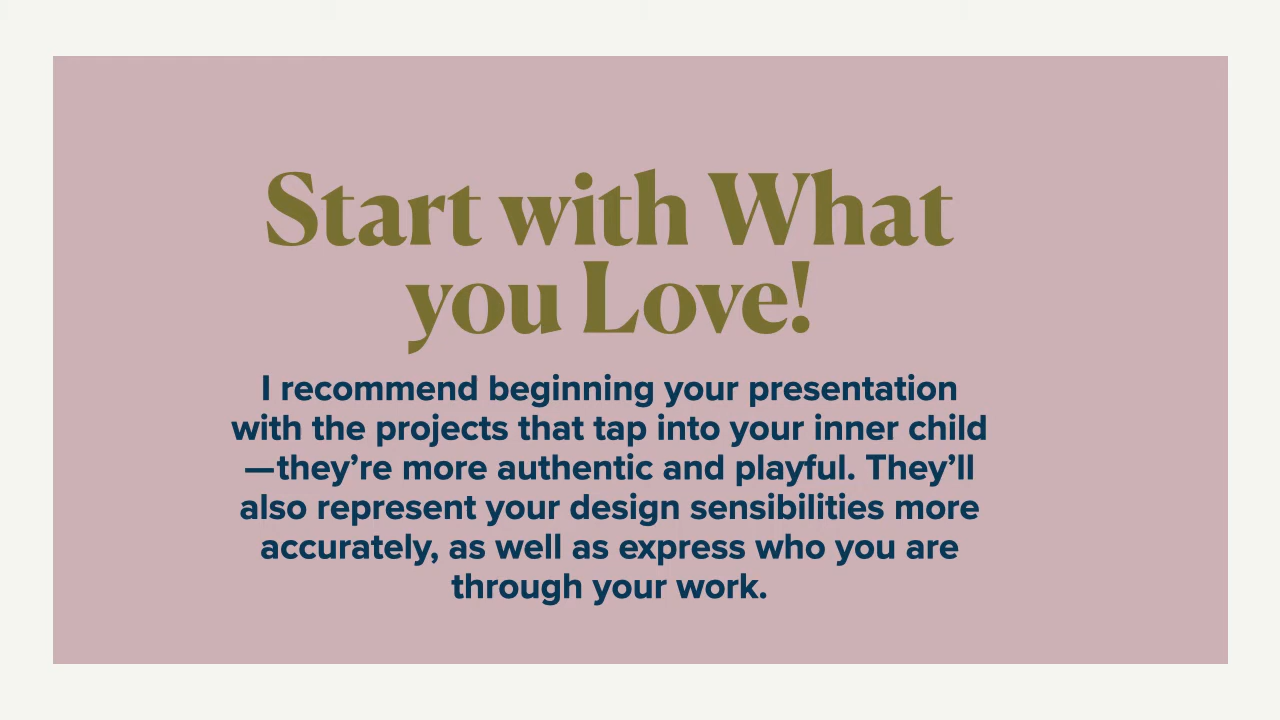 Start with What
you Love!
I recommend beginning your presentation
with the projects that tap into your inner child
—they’re more authentic and playful. They’ll
also represent your design sensibilities more
accurately, as well as express who you are
through your work.